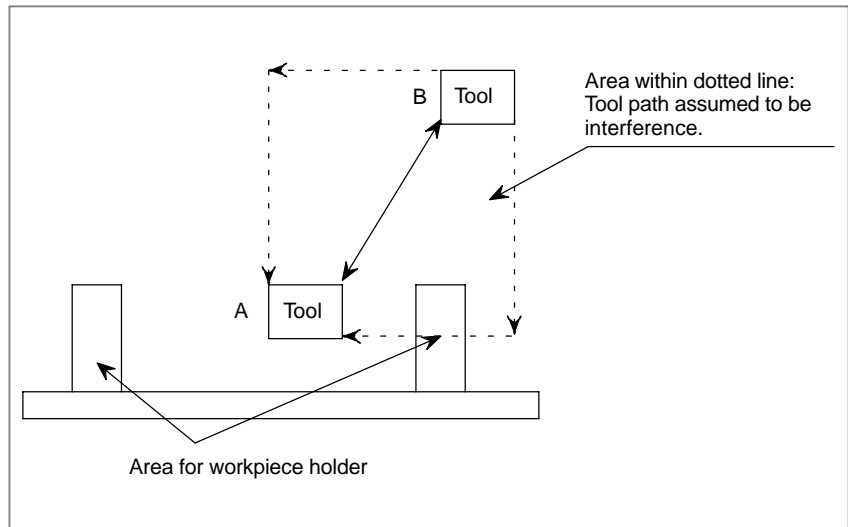 B
Tool
Area within dotted line:
Tool path assumed to be
interference.
A
Tool
Area for workpiece holder